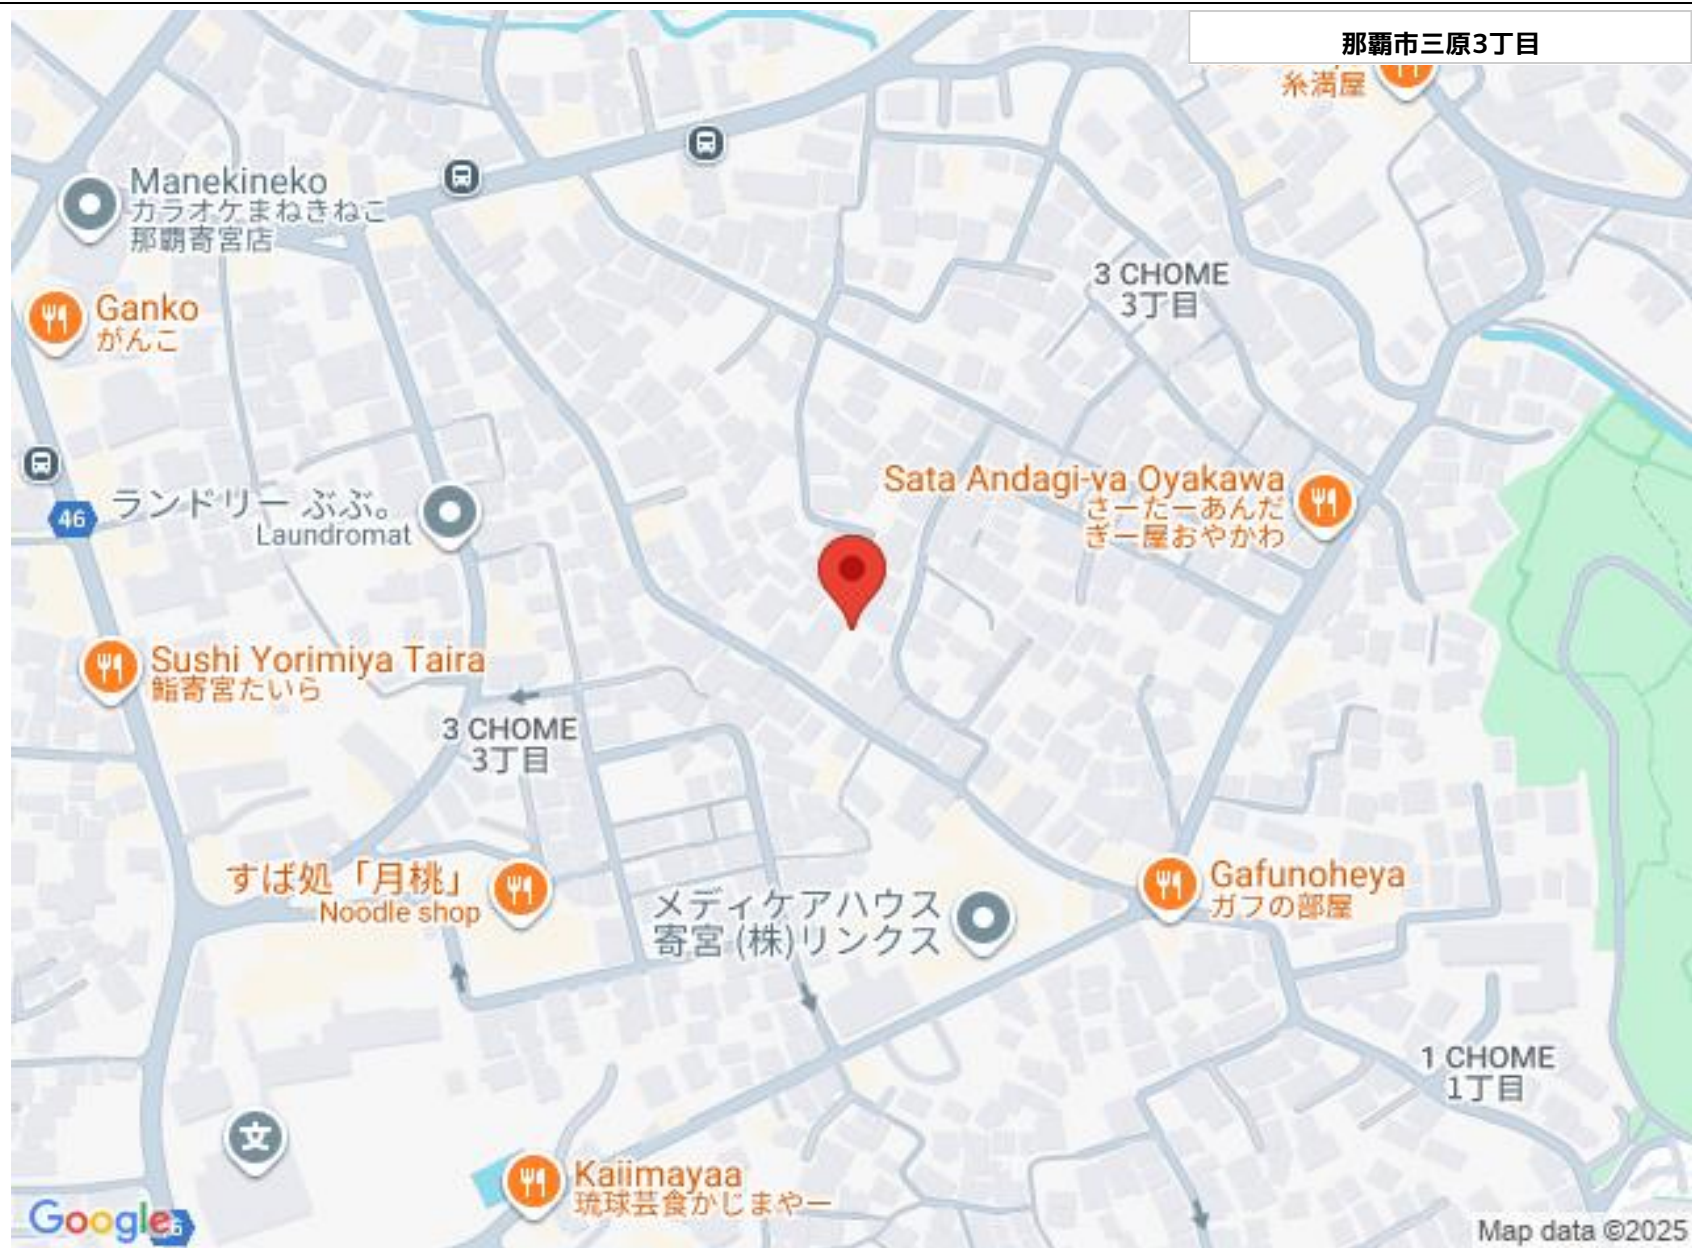 那覇市三原3丁目
糸満屋
Manekineko
カラオケまねきねこ
那覇寄宮店
3 CHOME
3丁目
Ganko
がんこ
Sata Andagi-ya Oyakawa
さーたーあんだ
ぎー屋おやかわ
46
ランドリー ぶぶ。
Laundromat
Sushi Yorimiya Taira
鮨寄宮たいら
3 CHOME
3丁目
すば処「月桃」
Noodle shop
メディケアハウス
寄宮 (株)リンクス
Gafunoheya
ガフの部屋
1 CHOME
1丁目
文
Kajimayaa
琉球芸食かじまやー
Google
Map data ©2025